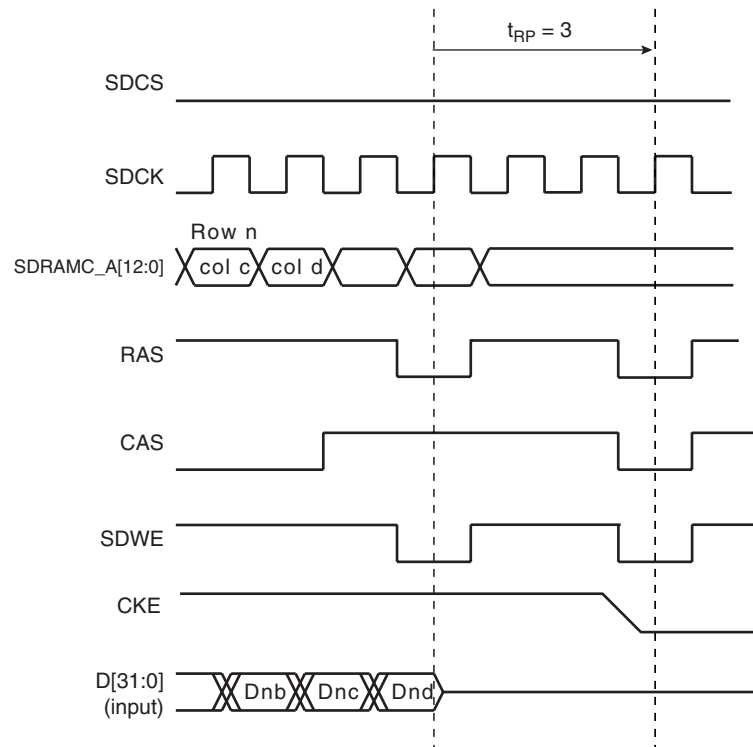 tRP = 3
SDCS
SDCK
Row n
SDRAMC_A[12:0]
col c col d
RAS
CAS
SDWE
CKE
D[31:0]
(input)
Dnb Dnc Dnd